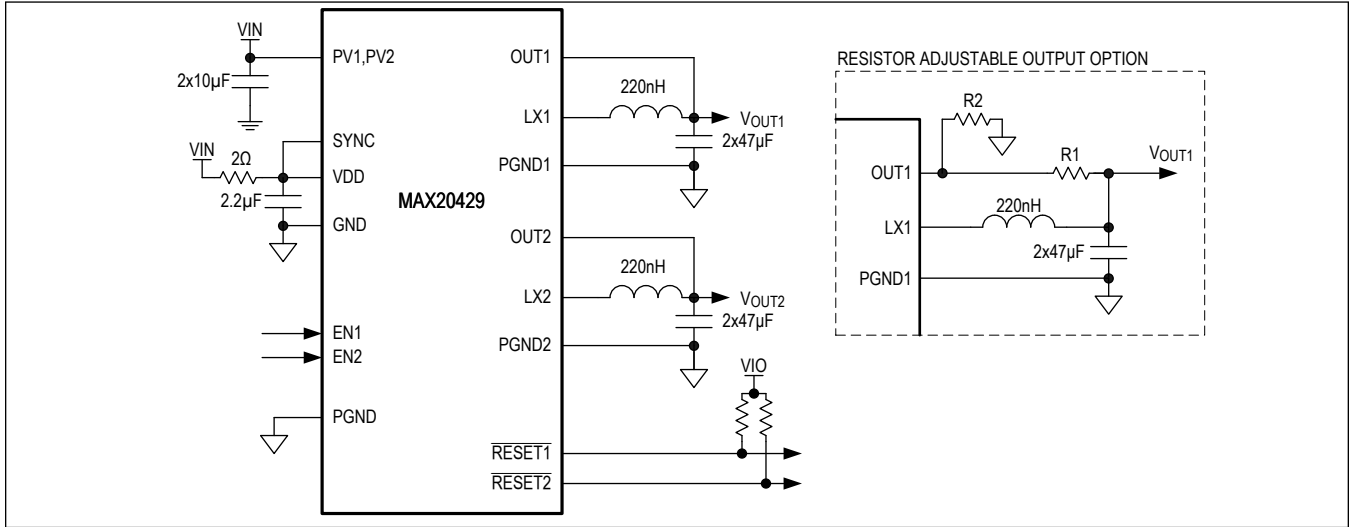 VIN
PV1,PV2
2x10µF
SYNC
VIN
2Ω
VDD
2.2µF
GND
MAX20429
EN1
EN2
PGND
OUT1
220nH
LX1
VOUT1
2x47µF
PGND1
OUT2
220nH
LX2
VOUT2
2x47µF
PGND2
VIO
RESET1
RESET2
RESISTOR ADJUSTABLE OUTPUT OPTION
R2
OUT1
R1
VOUT1
220nH
LX1
2x47µF
PGND1